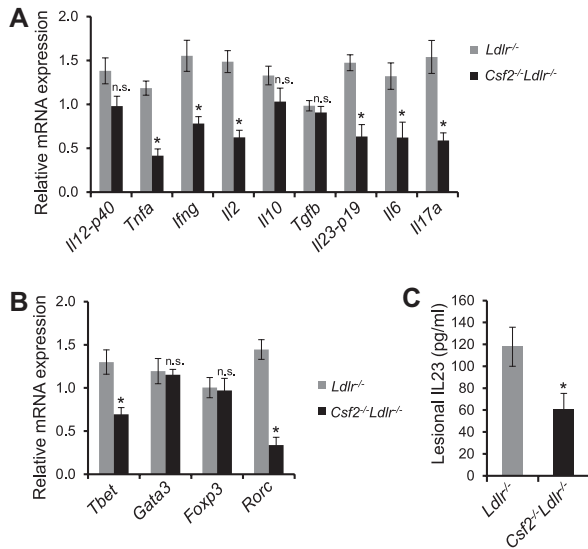 A
Relative mRNA expression
2.0
1.5
1.0
0.5
0.0
n.s.
*
*
*
n.s.
n.s.
*
*
*
Il12-p40
Tnfa
Ifng
Il2
Il10
Tgfb
Il23-p19
Il6
Il17a
Ldlr-/-
Csf2-/-Ldlr-/-
B
Relative mRNA expression
2.0
1.5
1.0
0.5
0.0
*
n.s.
n.s.
*
Tbet
Gata3
Foxp3
Rorc
Ldlr-/-
Csf2-/-Ldlr-/-
C
Lesional IL23 (pg/ml)
160
140
120
100
80
60
40
20
0
*
Ldlr-/-
Csf2-/-Ldlr-/-